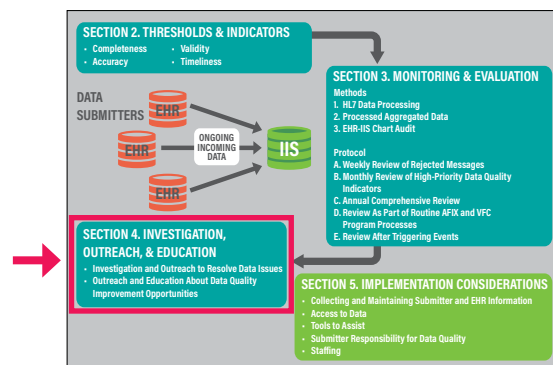 SECTION 2. THRESHOLDS & INDICATORS
• Completeness • Validity
• Accuracy • Timeliness
DATA
SUBMITTERS
EHR
EHR
EHR
ONGOING
INCOMING
DATA
IIS
SECTION 3. MONITORING & EVALUATION
Methods
1. HL7 Data Processing
2. Processed Aggregated Data
3. EHR-IIS Chart Audit
Protocol
A. Weekly Review of Rejected Messages
B. Monthly Review of High-Priority Data Quality
Indicators
C. Annual Comprehensive Review
D. Review As Part of Routine AFIX and VFC
Program Processes
E. Review After Triggering Events
SECTION 4. INVESTIGATION,
OUTREACH, & EDUCATION
• Investigation and Outreach to Resolve Data Issues
• Outreach and Education About Data Quality
Improvement Opportunities
SECTION 5. IMPLEMENTATION CONSIDERATIONS
• Collecting and Maintaining Submitter and EHR Information
• Access to Data
• Tools to Assist
• Submitter Responsibility for Data Quality
• Staffing